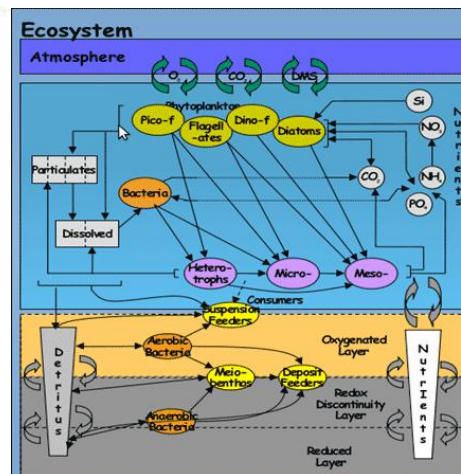 Ecosystem
Atmosphere
O2
CO2
DMS
Phytoplankton
Pico-f
Flagell-
ates
Dino-f
Diatoms
Si
NO3
Nutrients
Particulates
Bacteria
CO2
NH4
PO4
Dissolved
Heterotrophs
Micro-
Meso-
Consumers
Suspension
Feeders
Oxygenated
Layer
Aerobic
Bacteria
Detritus
Meio-
benthos
Deposit
Feeders
NutrIents
Redox
Discontinuity
Layer
Anaerobic
Bacteria
Reduced
Layer